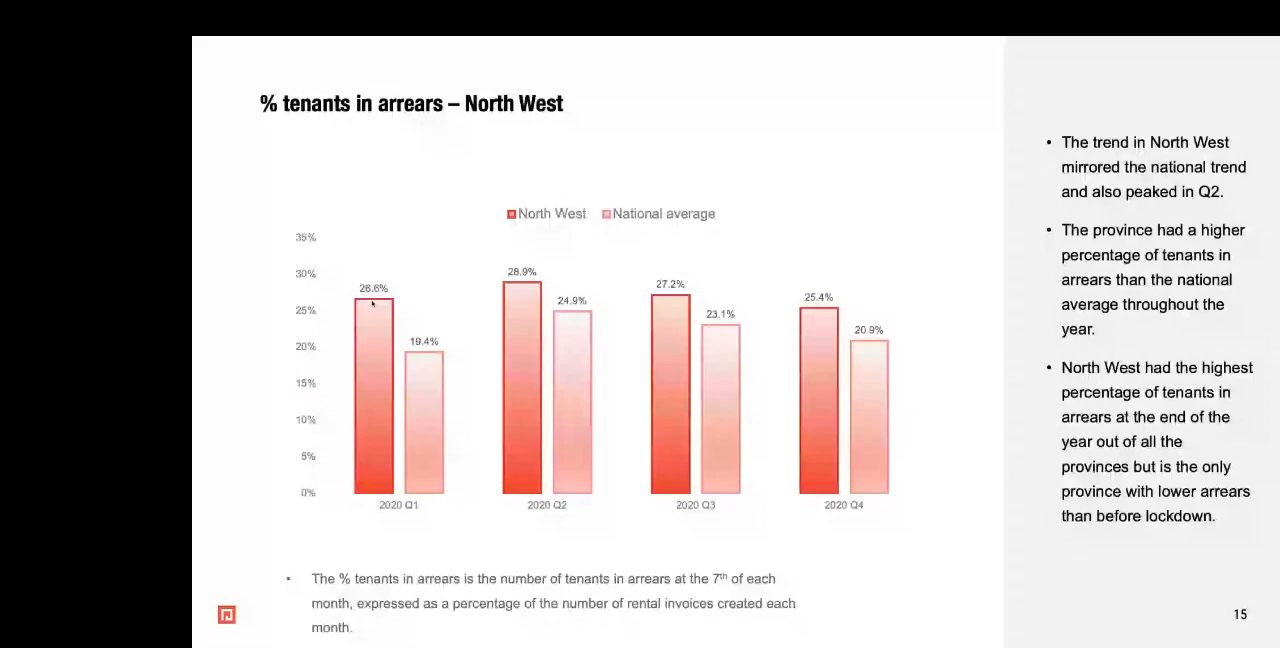 % tenants in arrears – North West
North West National average
35%
30%
25%
20%
15%
10%
5%
0%
26.6%
19.4%
28.9%
24.9%
27.2%
23.1%
25.4%
20.9%
2020 Q1
2020 Q2
2020 Q3
2020 Q4
• The % tenants in arrears is the number of tenants in arrears at the 7th of each
month, expressed as a percentage of the number of rental invoices created each
month.
• The trend in North West
mirrored the national trend
and also peaked in Q2.
• The province had a higher
percentage of tenants in
arrears than the national
average throughout the
year.
• North West had the highest
percentage of tenants in
arrears at the end of the
year out of all the
provinces but is the only
province with lower arrears
than before lockdown.
15